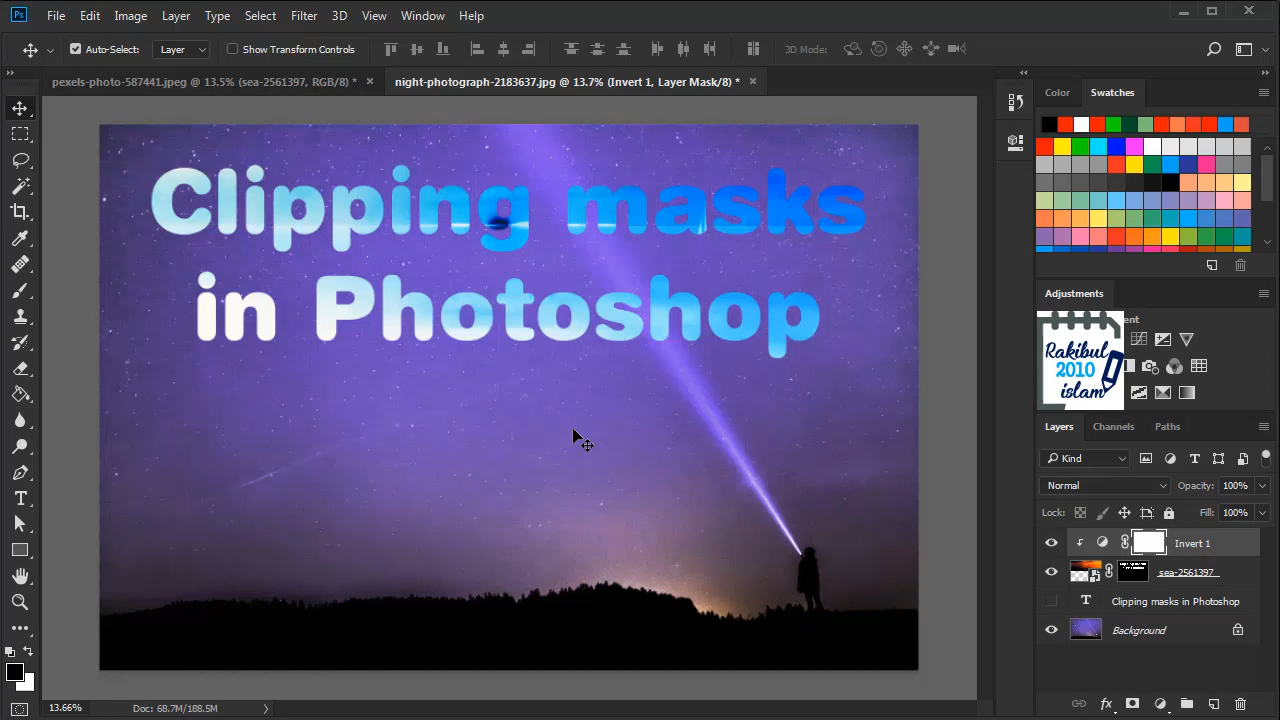 Ps File Edit Image Layer Type Select Filter 3D View Window Help
Auto-Select: Layer Show Transform Controls 3D Mode:
pexels-photo-587441.jpeg @ 13.5% (sea-2561397, RGB/8) * × night-photograph-2183637.jpg @ 13.7% (Invert 1, Layer Mask/8) * ×
Color Swatches
Clipping masks
in Photoshop
Adjustments
Rakibul
2010
islam
Layers Channels Paths
Kind
Normal Opacity: 100%
Lock: Fill: 100%
Invert 1
sea-2561397
T Clipping masks in Photoshop
Background
13.66% Doc: 68.7M/188.5M
fx